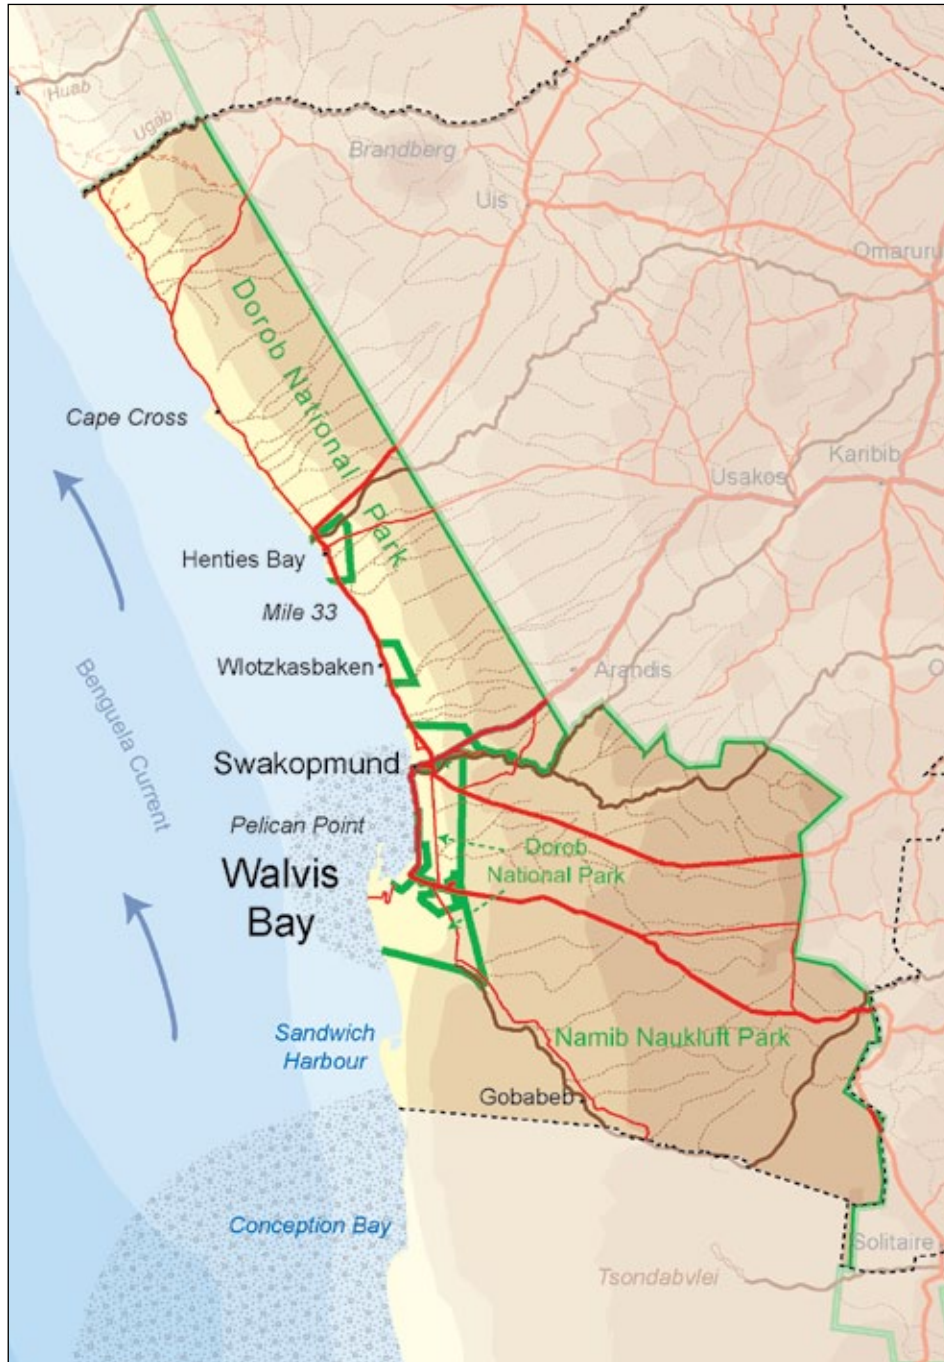 Huab
Ugab
Brandberg
Uis
Omaruru
Dorob National Park
Cape Cross
Karibib
Usakos
Henties Bay
Mile 33
Wlotzkasbaken
Arandis
Benguela Current
Swakopmund
Pelican Point
Dorob
National Park
Walvis
Bay
Sandwich
Harbour
Namib Naukluft Park
Gobabeb
Conception Bay
Solitaire
Tsondabvlei